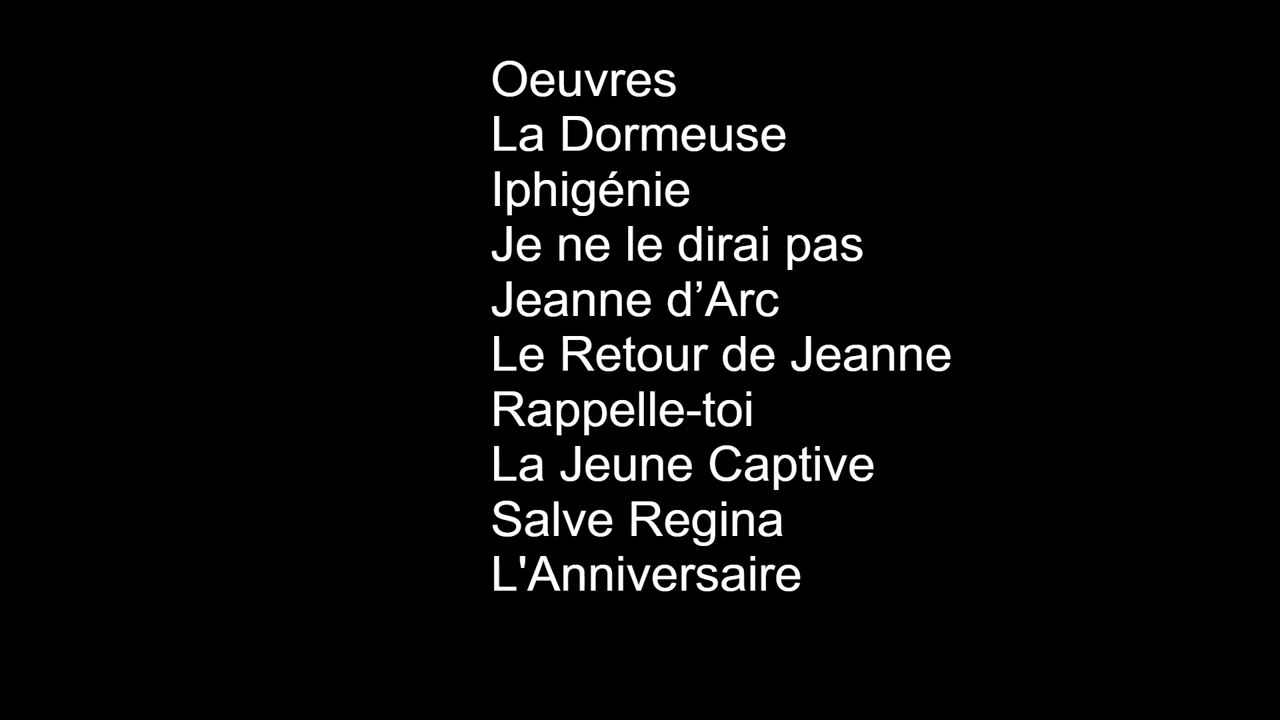 Oeuvres
La Dormeuse
Iphigénie
Je ne le dirai pas
Jeanne d’Arc
Le Retour de Jeanne
Rappelle-toi
La Jeune Captive
Salve Regina
L'Anniversaire